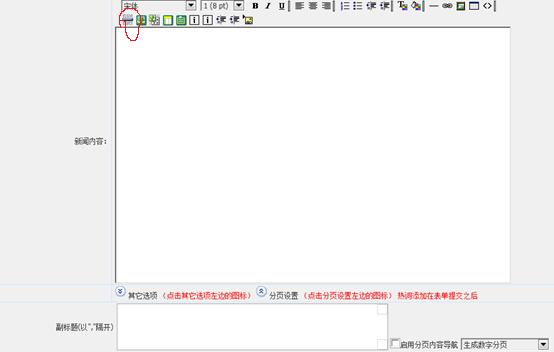 宋体 1 (8 pt) B I U
新闻内容:
其它选项 (点击其它选项左边的图标) 分页设置 (点击分页设置左边的图标) 热词添加在表单提交之后
副标题(以","隔开)
启用分页内容导航 生成数字分页